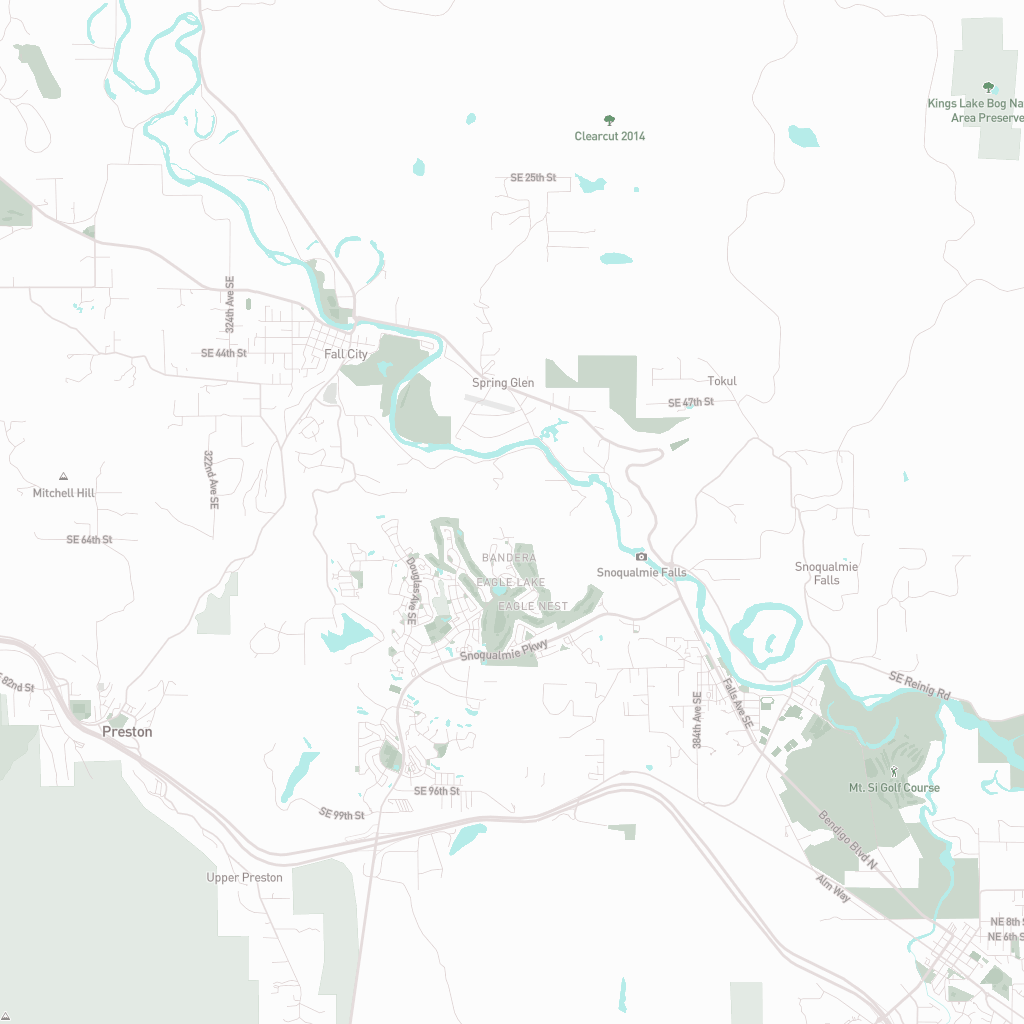 Kings Lake Bog Na
Area Preserve
Clearcut 2014
SE 25th St
324th Ave SE
SE 44th St
Fall City
Spring Glen
Tokul
SE 47th St
Mitchell Hill
322nd Ave SE
SE 64th St
BANDERA
Douglas Ave SE
EAGLE LAKE
EAGLE NEST
Snoqualmie Falls
Snoqualmie
Falls
Snoqualmie Pkwy
SE 82nd St
SE Reinig Rd
Falls Ave SE
384th Ave SE
Preston
Mt. Si Golf Course
SE 96th St
SE 99th St
Bendigo Blvd N
Upper Preston
Alm Way
NE 8th S
NE 6th S